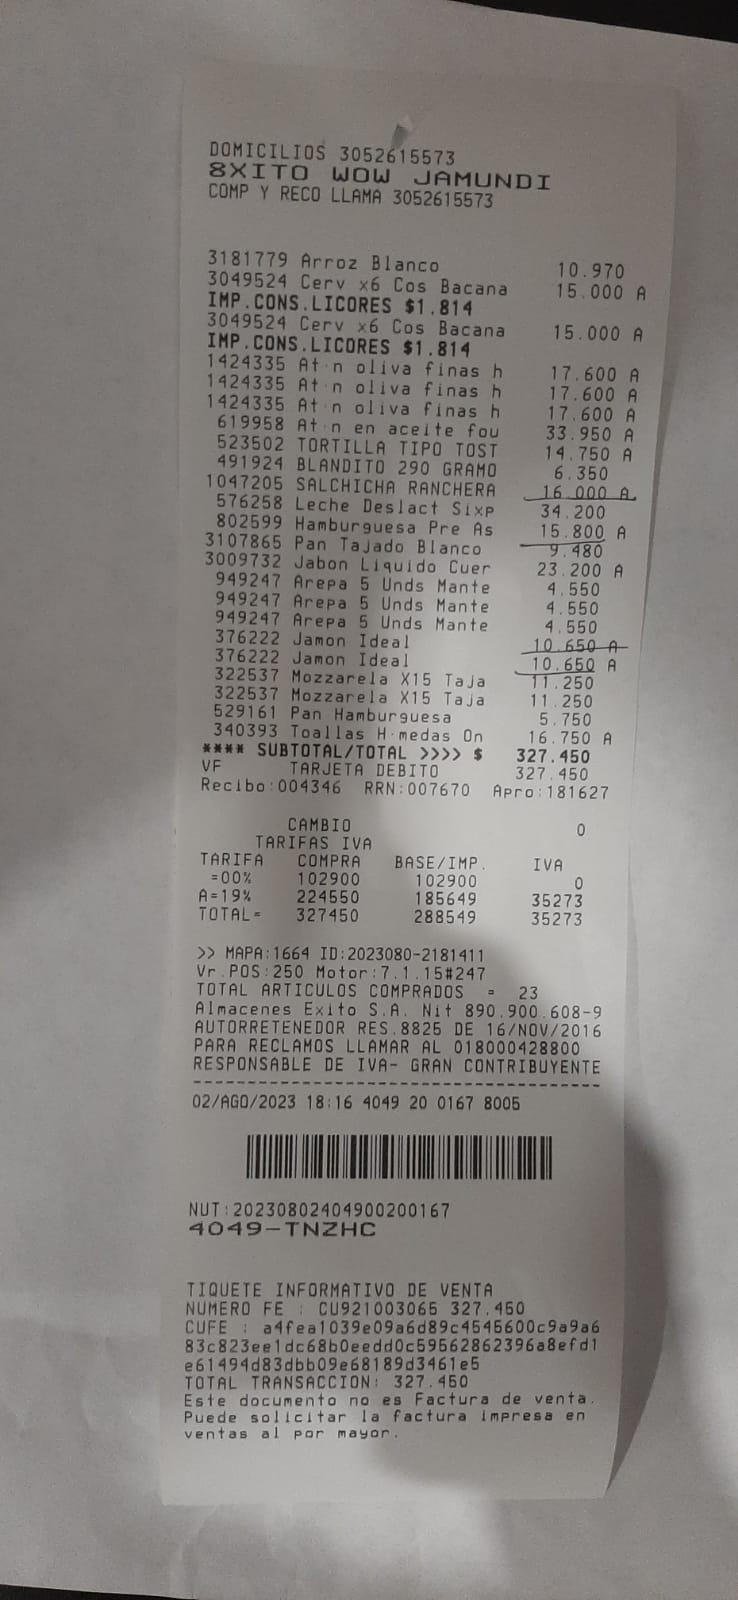 DOMICILIOS 3052615573
8XITO WOW JAMUNDI
COMP Y RECO LLAMA 3052615573
3181779 Arroz Blanco 10.970
3049524 Cerv x6 Cos Bacana 15.000 A
IMP.CONS.LICORES $1.814
3049524 Cerv x6 Cos Bacana 15.000 A
IMP.CONS.LICORES $1.814
1424335 At·n oliva finas h 17.600 A
1424335 At·n oliva finas h 17.600 A
1424335 At·n oliva finas h 17.600 A
619958 At·n en aceite fou 33.950 A
523502 TORTILLA TIPO TOST 14.750 A
491924 BLANDITO 290 GRAMO 6.350
1047205 SALCHICHA RANCHERA 16.000 A
576258 Leche Deslact Sixp 34.200
802599 Hamburguesa Pre As 15.800 A
3107865 Pan Tajado Blanco 9.480
3009732 Jabon Liquido Cuer 23.200 A
949247 Arepa 5 Unds Mante 4.550
949247 Arepa 5 Unds Mante 4.550
949247 Arepa 5 Unds Mante 4.550
376222 Jamon Ideal 10.650 A
376222 Jamon Ideal 10.650 A
322537 Mozzarela X15 Taja 11.250
322537 Mozzarela X15 Taja 11.250
529161 Pan Hamburguesa 5.750
340393 Toallas H·medas On 16.750 A
**** SUBTOTAL/TOTAL >>>> $ 327.450
VF TARJETA DEBITO 327.450
Recibo:004346 RRN:007670 Apro:181627
CAMBIO 0
TARIFAS IVA
TARIFA COMPRA BASE/IMP. IVA
=00% 102900 102900 0
A=19% 224550 185649 35273
TOTAL= 327450 288549 35273
>> MAPA:1664 ID:2023080-2181411
Vr.POS:250 Motor:7.1.15#247
TOTAL ARTICULOS COMPRADOS = 23
Almacenes Exito S.A. Nit 890.900.608-9
AUTORRETENEDOR RES.8825 DE 16/NOV/2016
PARA RECLAMOS LLAMAR AL 018000428800
RESPONSABLE DE IVA- GRAN CONTRIBUYENTE
--------------------------------------
02/AGO/2023 18:16 4049 20 0167 8005
NUT:20230802404900200167
4049-TNZHC
TIQUETE INFORMATIVO DE VENTA
NUMERO FE : CU921003065 327.450
CUFE : a4fea1039e09a6d89c4545600c9a9a6
83c823ee1dc68b0eedd0c59562862396a8efd1
e61494d83dbb09e68189d3461e5
TOTAL TRANSACCION: 327.450
Este documento no es Factura de venta.
Puede solicitar la factura impresa en
ventas al por mayor.